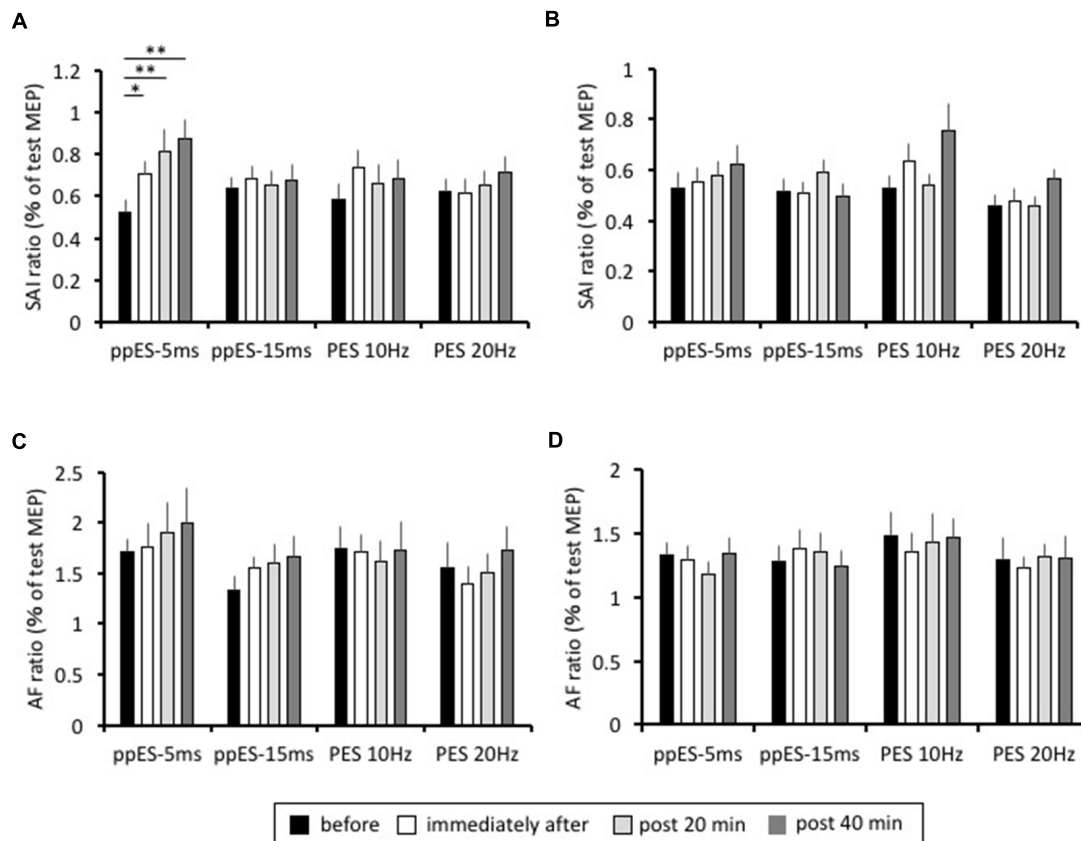 A
SAI ratio (% of test MEP)
1.2
1
0.8
0.6
0.4
0.2
0
**
**
*
ppES-5ms ppES-15ms PES 10Hz PES 20Hz
B
SAI ratio (% of test MEP)
1
0.8
0.6
0.4
0.2
0
ppES-5ms ppES-15ms PES 10Hz PES 20Hz
C
AF ratio (% of test MEP)
2.5
2
1.5
1
0.5
0
ppES-5ms ppES-15ms PES 10Hz PES 20Hz
D
AF ratio (% of test MEP)
2
1.5
1
0.5
0
ppES-5ms ppES-15ms PES 10Hz PES 20Hz
before immediately after post 20 min post 40 min